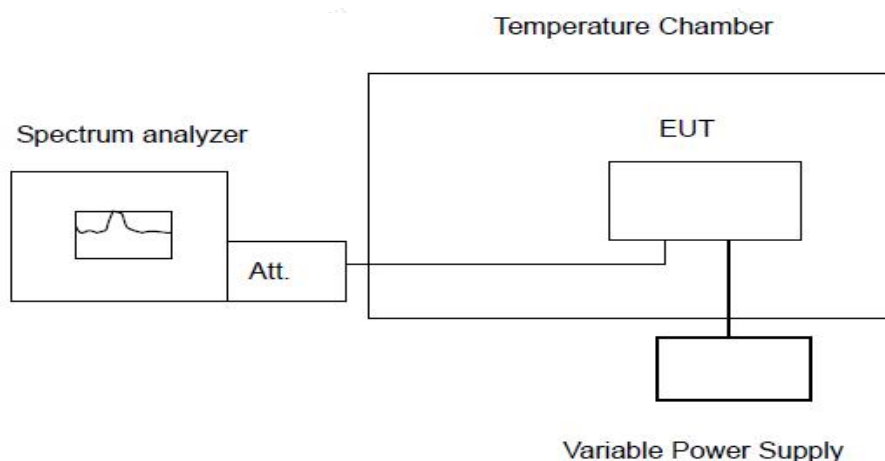 Temperature Chamber
Spectrum analyzer
EUT
Att.
Variable Power Supply